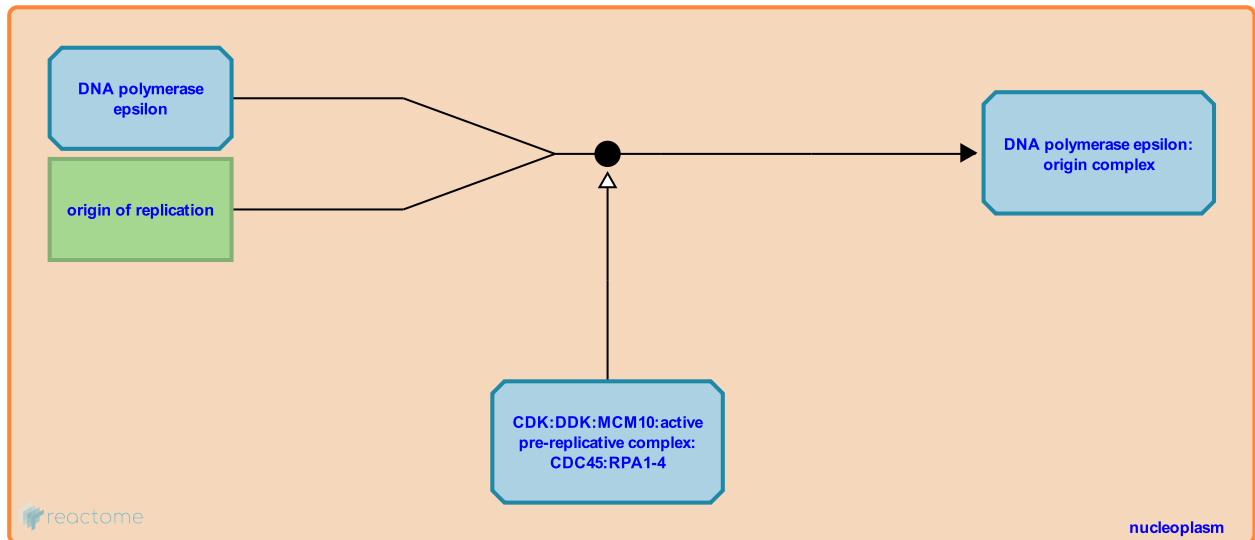 DNA polymerase
epsilon
origin of replication
DNA polymerase epsilon:
origin complex
CDK:DDK:MCM10:active
pre-replicative complex:
CDC45:RPA1-4
reactome
nucleoplasm